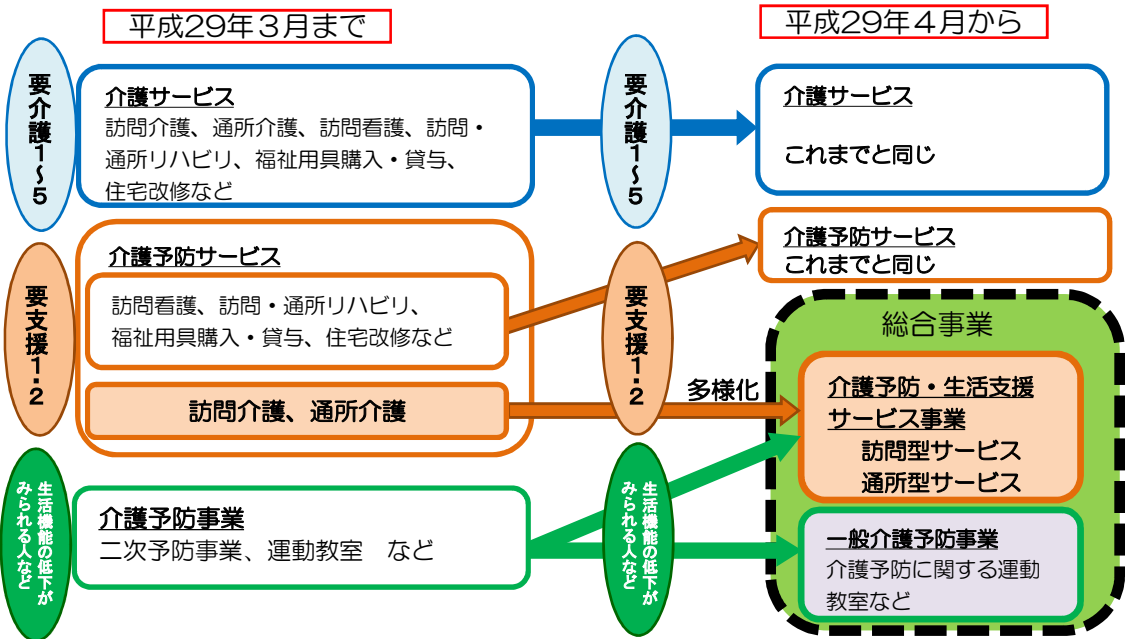 平成29年３月まで
要介護１～５
介護サービス
訪問介護、通所介護、訪問看護、訪問・
通所リハビリ、福祉用具購入・貸与、
住宅改修など
要支援１・２
介護予防サービス
訪問看護、訪問・通所リハビリ、
福祉用具購入・貸与、住宅改修など
訪問介護、通所介護
生活機能の低下が
みられる人など
介護予防事業
二次予防事業、運動教室　など
平成29年４月から
要介護１～５
介護サービス
これまでと同じ
要支援１・２
介護予防サービス
これまでと同じ
多様化
総合事業
介護予防・生活支援
サービス事業
訪問型サービス
通所型サービス
生活機能の低下が
みられる人など
一般介護予防事業
介護予防に関する運動
教室など